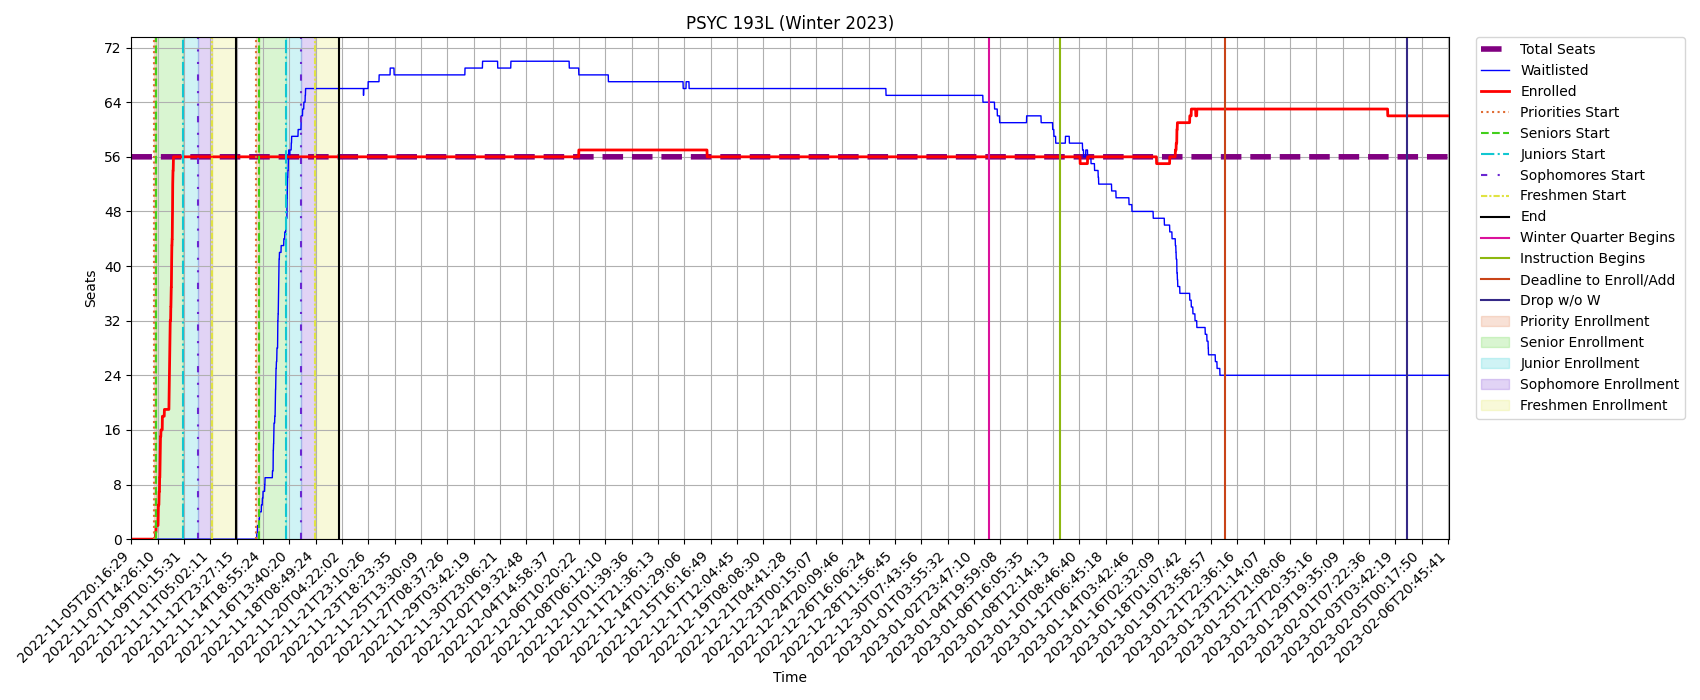 PSYC 193L (Winter 2023)
72
64
56
48
40
32
24
16
8
0
Seats
2022-11-05T20:16:29
2022-11-07T14:26:10
2022-11-09T10:15:31
2022-11-11T05:02:11
2022-11-12T23:27:15
2022-11-14T18:55:24
2022-11-16T13:40:20
2022-11-18T08:49:24
2022-11-20T04:22:02
2022-11-21T23:10:26
2022-11-23T18:23:35
2022-11-25T13:30:09
2022-11-27T08:37:26
2022-11-29T03:42:19
2022-11-30T23:06:21
2022-12-02T19:32:48
2022-12-04T14:58:37
2022-12-06T10:20:22
2022-12-08T06:12:10
2022-12-10T01:39:36
2022-12-11T21:36:13
2022-12-14T01:29:06
2022-12-15T16:16:49
2022-12-17T12:04:45
2022-12-19T08:08:30
2022-12-21T04:41:28
2022-12-23T00:15:07
2022-12-24T20:09:46
2022-12-26T16:06:24
2022-12-28T11:56:45
2022-12-30T07:43:56
2023-01-01T03:55:32
2023-01-02T23:47:10
2023-01-04T19:59:08
2023-01-06T16:05:35
2023-01-08T12:14:13
2023-01-10T08:46:40
2023-01-12T06:45:18
2023-01-14T03:42:46
2023-01-16T02:32:09
2023-01-18T01:07:42
2023-01-19T23:58:57
2023-01-21T22:36:16
2023-01-23T21:14:07
2023-01-25T21:08:06
2023-01-27T20:35:16
2023-01-29T19:35:09
2023-02-01T07:22:36
2023-02-03T03:42:19
2023-02-05T00:17:50
2023-02-06T20:45:41
Time
Total Seats
Waitlisted
Enrolled
Priorities Start
Seniors Start
Juniors Start
Sophomores Start
Freshmen Start
End
Winter Quarter Begins
Instruction Begins
Deadline to Enroll/Add
Drop w/o W
Priority Enrollment
Senior Enrollment
Junior Enrollment
Sophomore Enrollment
Freshmen Enrollment